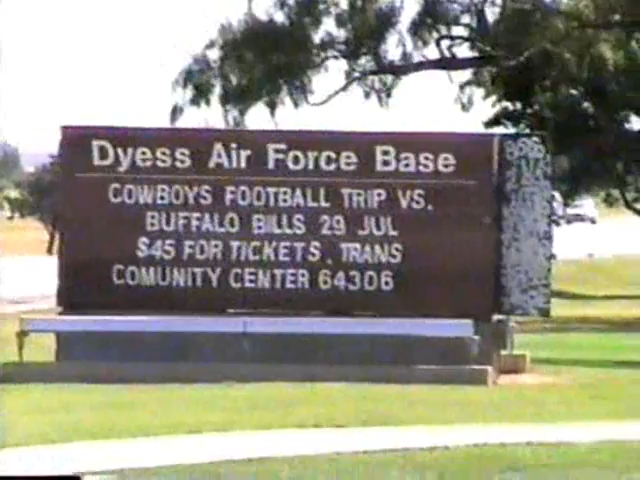 Dyess Air Force Base
COWBOYS FOOTBALL TRIP VS.
BUFFALO BILLS 29 JUL
$45 FOR TICKETS, TRANS
COMUNITY CENTER 64306